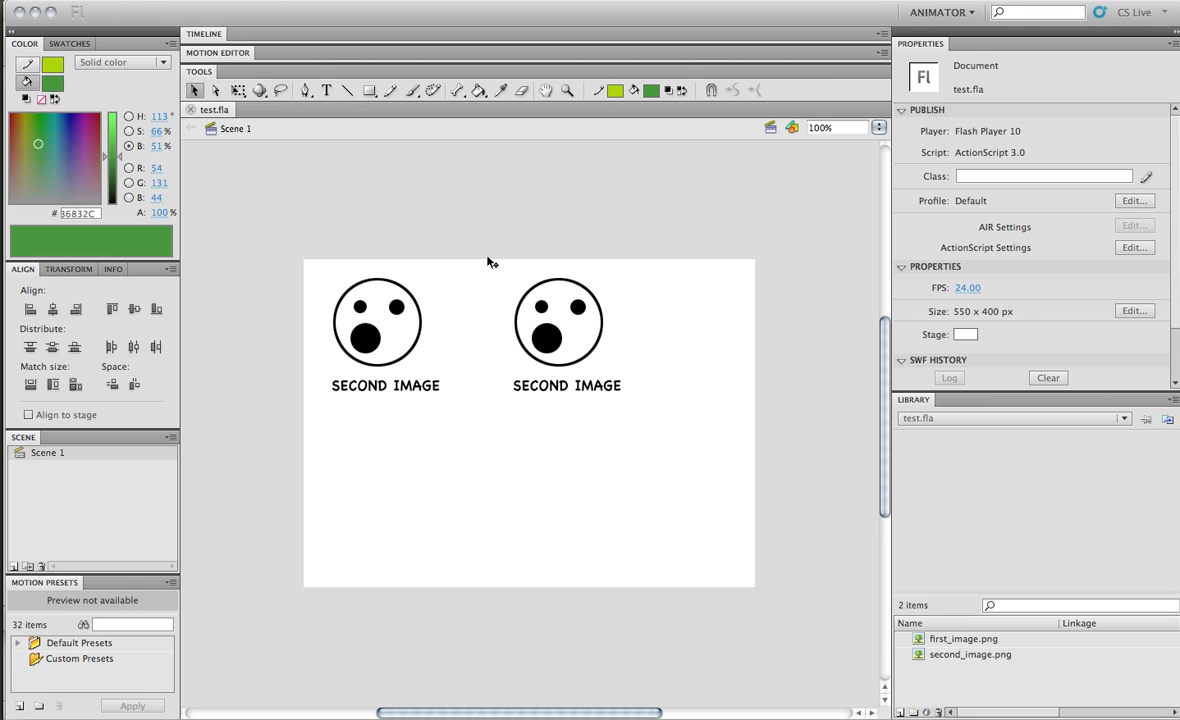 Fl
ANIMATOR
CS Live
COLOR
SWATCHES
Solid color
H: 113 °
S: 66 %
B: 51 %
R: 54
G: 131
B: 44
# 36832C
A: 100 %
ALIGN
TRANSFORM
INFO
Align:
Distribute:
Match size:
Space:
Align to stage
SCENE
Scene 1
MOTION PRESETS
Preview not available
32 items
Default Presets
Custom Presets
Apply
TIMELINE
MOTION EDITOR
TOOLS
T
test.fla
Scene 1
100%
SECOND IMAGE
SECOND IMAGE
PROPERTIES
Fl
Document
test.fla
PUBLISH
Player: Flash Player 10
Script: ActionScript 3.0
Class:
Profile: Default
Edit...
AIR Settings
Edit...
ActionScript Settings
Edit...
PROPERTIES
FPS: 24.00
Size: 550 x 400 px
Edit...
Stage:
SWF HISTORY
Log
Clear
LIBRARY
test.fla
2 items
Name
Linkage
first_image.png
second_image.png